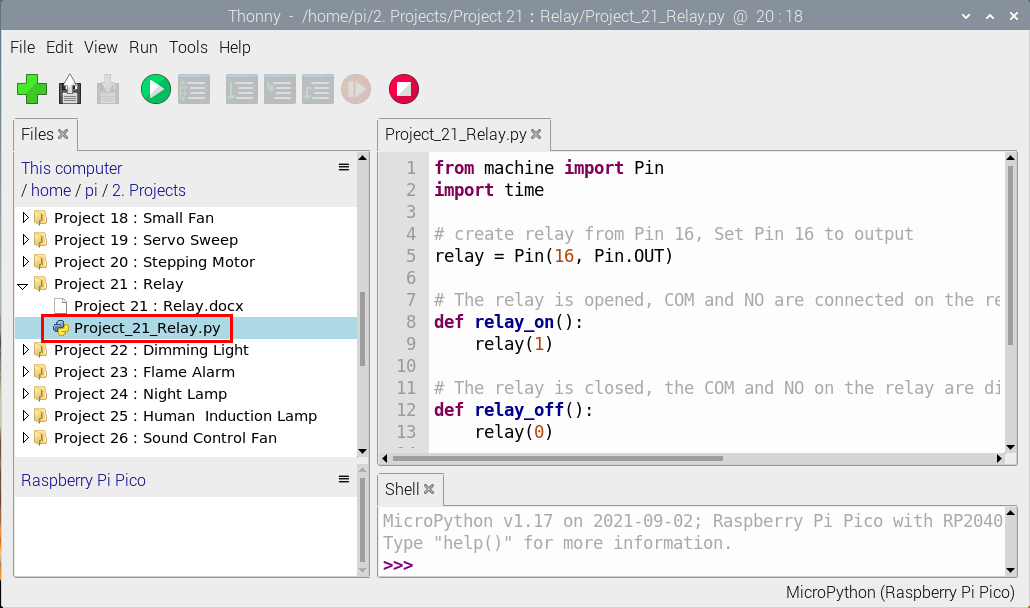 Thonny - /home/pi/2. Projects/Project 21 : Relay/Project_21_Relay.py @ 20 : 18
File Edit View Run Tools Help
Files
This computer
/ home / pi / 2. Projects
Project 18 : Small Fan
Project 19 : Servo Sweep
Project 20 : Stepping Motor
Project 21 : Relay
Project 21 : Relay.docx
Project_21_Relay.py
Project 22 : Dimming Light
Project 23 : Flame Alarm
Project 24 : Night Lamp
Project 25 : Human Induction Lamp
Project 26 : Sound Control Fan
Raspberry Pi Pico
Project_21_Relay.py
1 from machine import Pin
2 import time
3
4 # create relay from Pin 16, Set Pin 16 to output
5 relay = Pin(16, Pin.OUT)
6
7 # The relay is opened, COM and NO are connected on the re
8 def relay_on():
9 relay(1)
10
11 # The relay is closed, the COM and NO on the relay are di
12 def relay_off():
13 relay(0)
Shell
MicroPython v1.17 on 2021-09-02; Raspberry Pi Pico with RP2040
Type "help()" for more information.
>>>
MicroPython (Raspberry Pi Pico)